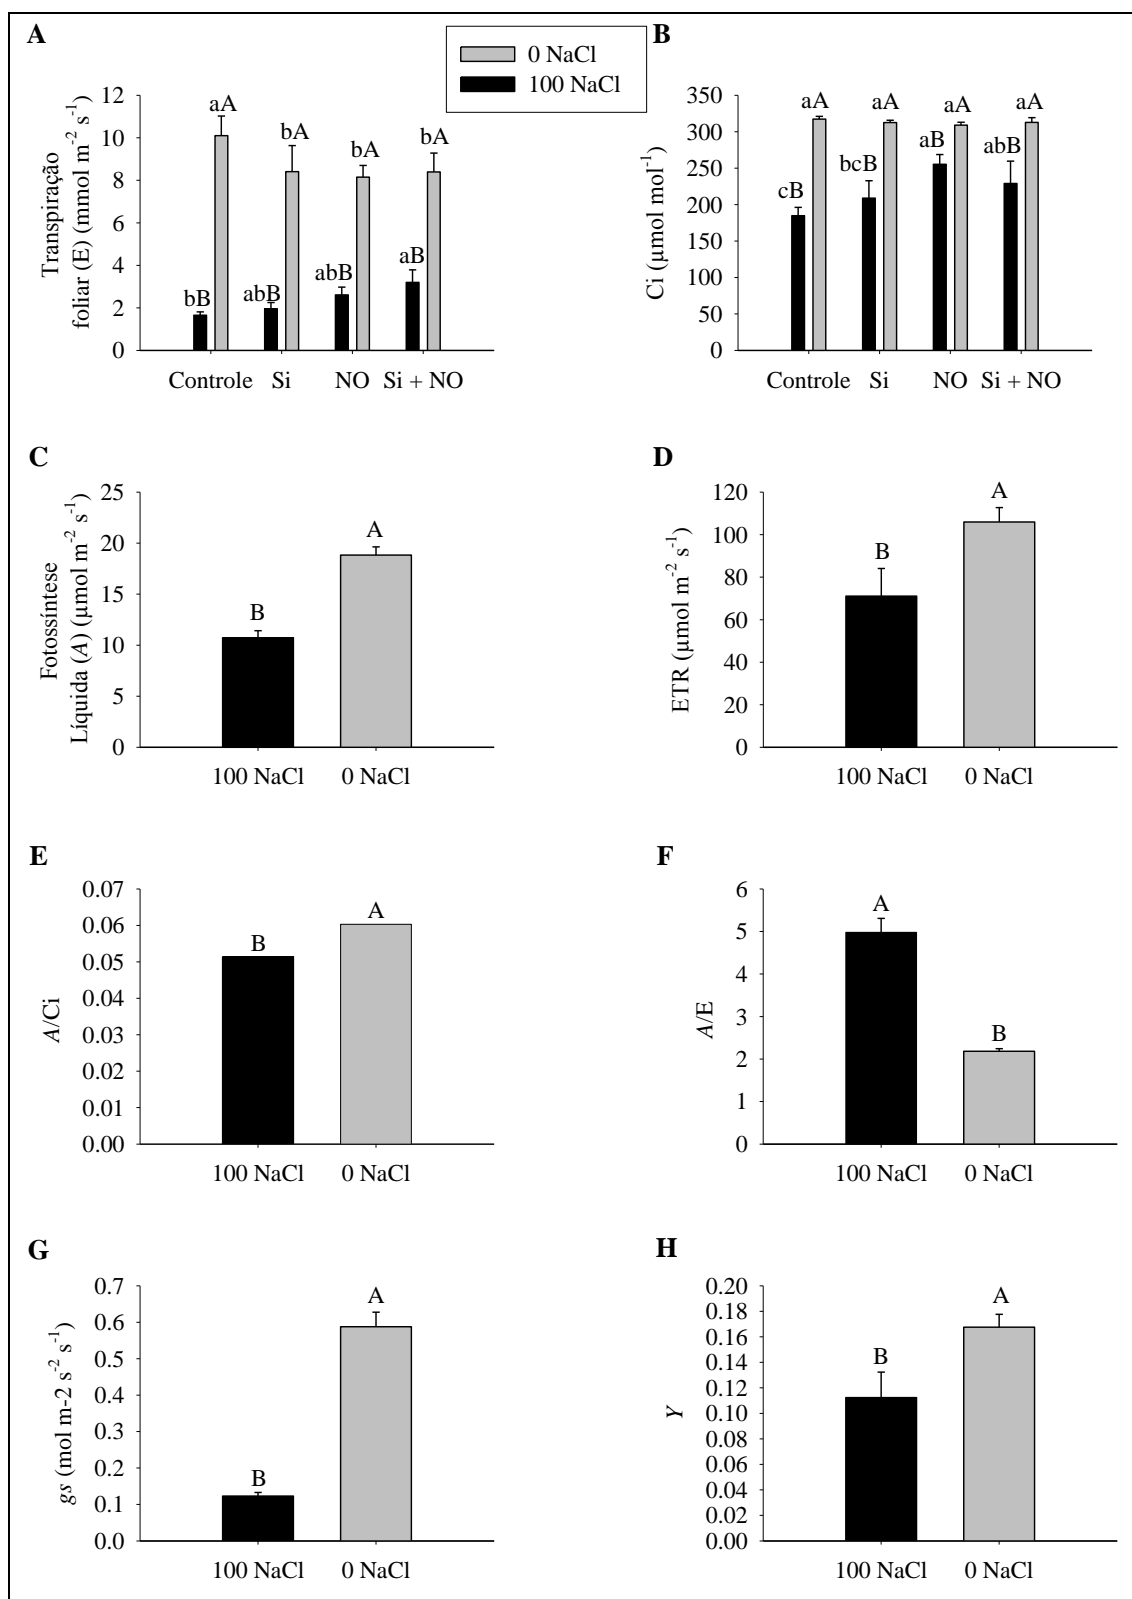 A
0 NaCl
100 NaCl
B
Transpiração
foliar (E) (mmol m⁻² s⁻¹)
12
10
8
6
4
2
0
bB
aA
abB
bA
abB
bA
aB
bA
Controle Si NO Si + NO
Ci (µmol mol⁻¹)
350
300
250
200
150
100
50
0
cB
aA
bcB
aA
aB
aA
abB
aA
Controle Si NO Si + NO
C
Fotossíntese
Líquida (A) (µmol m⁻² s⁻¹)
25
20
15
10
5
0
B
A
100 NaCl 0 NaCl
D
ETR (µmol m⁻² s⁻¹)
120
100
80
60
40
20
0
B
A
100 NaCl 0 NaCl
E
A/Ci
0.07
0.06
0.05
0.04
0.03
0.02
0.01
0.00
B
A
100 NaCl 0 NaCl
F
A/E
6
5
4
3
2
1
0
A
B
100 NaCl 0 NaCl
G
gs (mol m-2 s⁻² s⁻¹)
0.7
0.6
0.5
0.4
0.3
0.2
0.1
0.0
B
A
100 NaCl 0 NaCl
H
Y
0.20
0.18
0.16
0.14
0.12
0.10
0.08
0.06
0.04
0.02
0.00
B
A
100 NaCl 0 NaCl